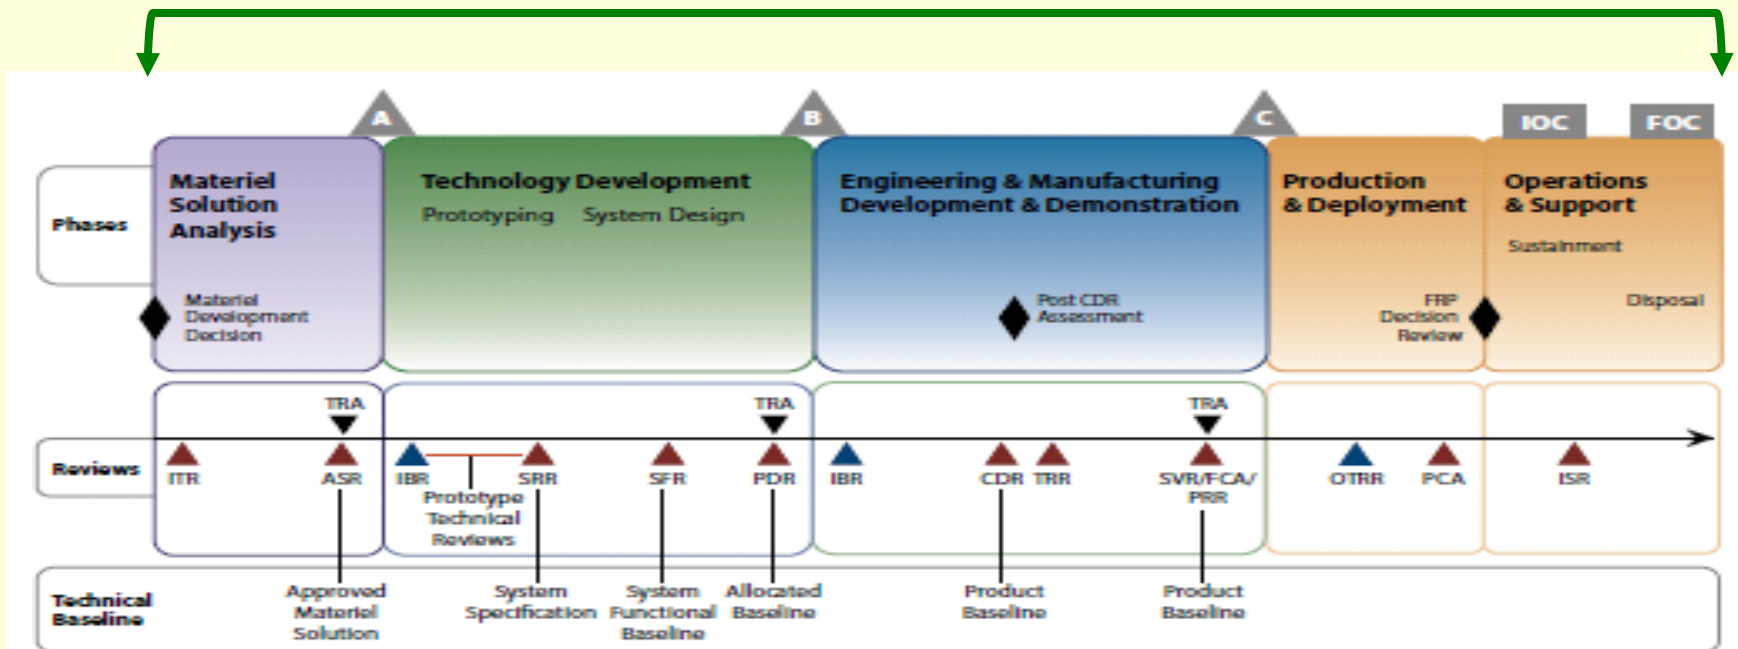 A
B
C
IOC
FOC
Phases
Materiel
Solution
Analysis
Materiel
Development
Decision
Technology Development
Prototyping System Design
Engineering & Manufacturing
Development & Demonstration
Post CDR
Assessment
Production
& Deployment
FRP
Decision
Review
Operations
& Support
Sustainment
Disposal
Reviews
TRA
TRA
TRA
ITR
ASR
IBR
SRR
SFR
PDR
IBR
CDR
TRR
SVR/FCA/
PRR
OTRR
PCA
ISR
Prototype
Technical
Reviews
Technical
Baseline
Approved
Materiel
Solution
System
Specification
System
Functional
Baseline
Allocated
Baseline
Product
Baseline
Product
Baseline